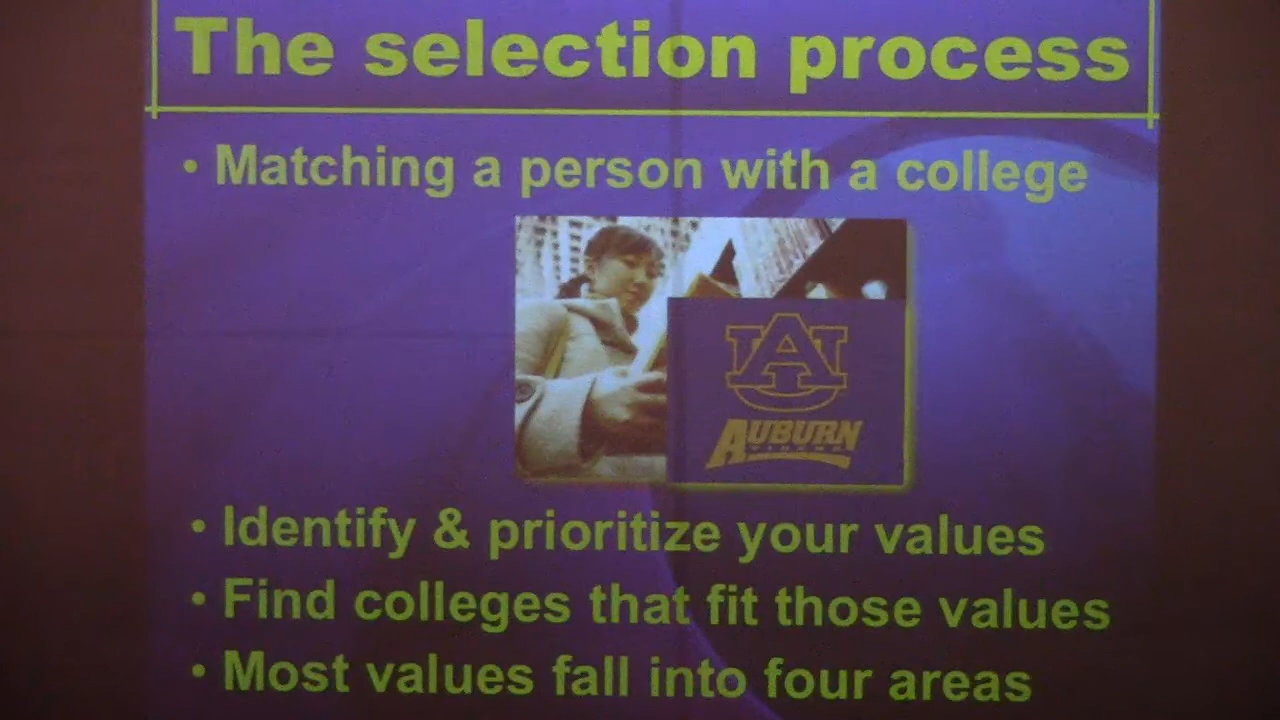 The selection process
• Matching a person with a college
AU
AUBURN
TIGERS
• Identify & prioritize your values
• Find colleges that fit those values
• Most values fall into four areas